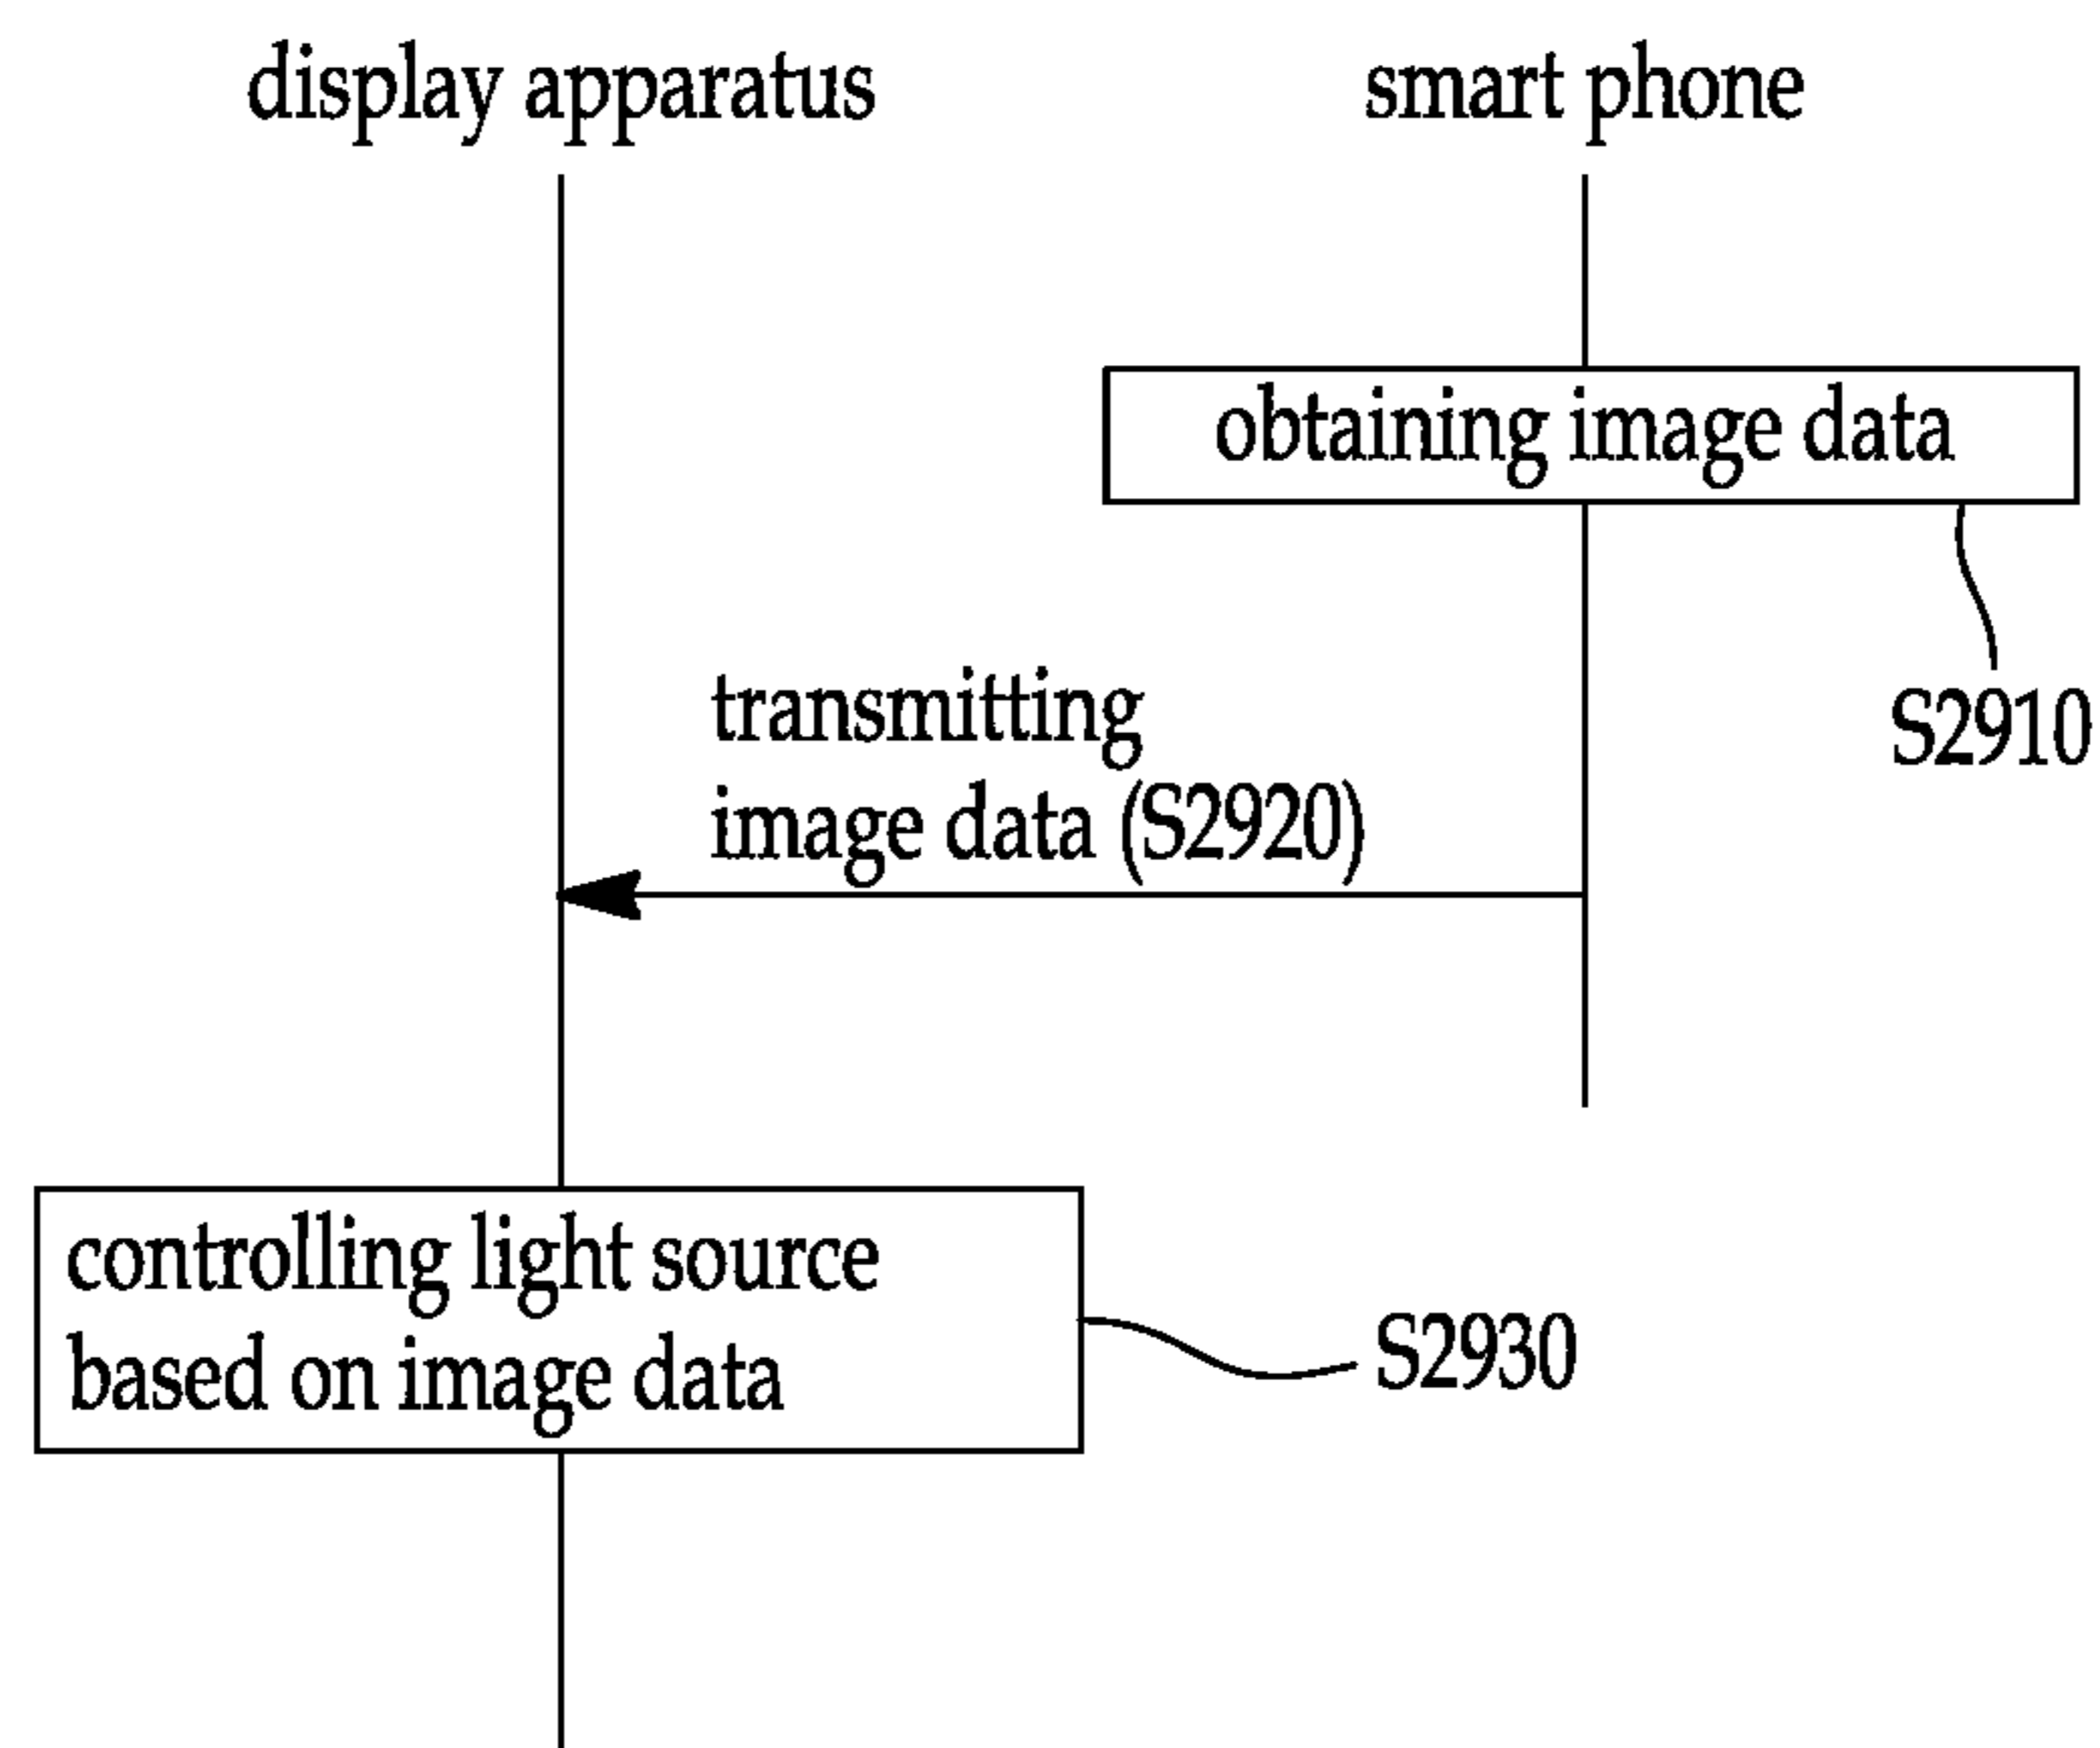 display apparatus
smart phone
obtaining image data
S2910
transmitting
image data (S2920)
controlling light source
based on image data
S2930